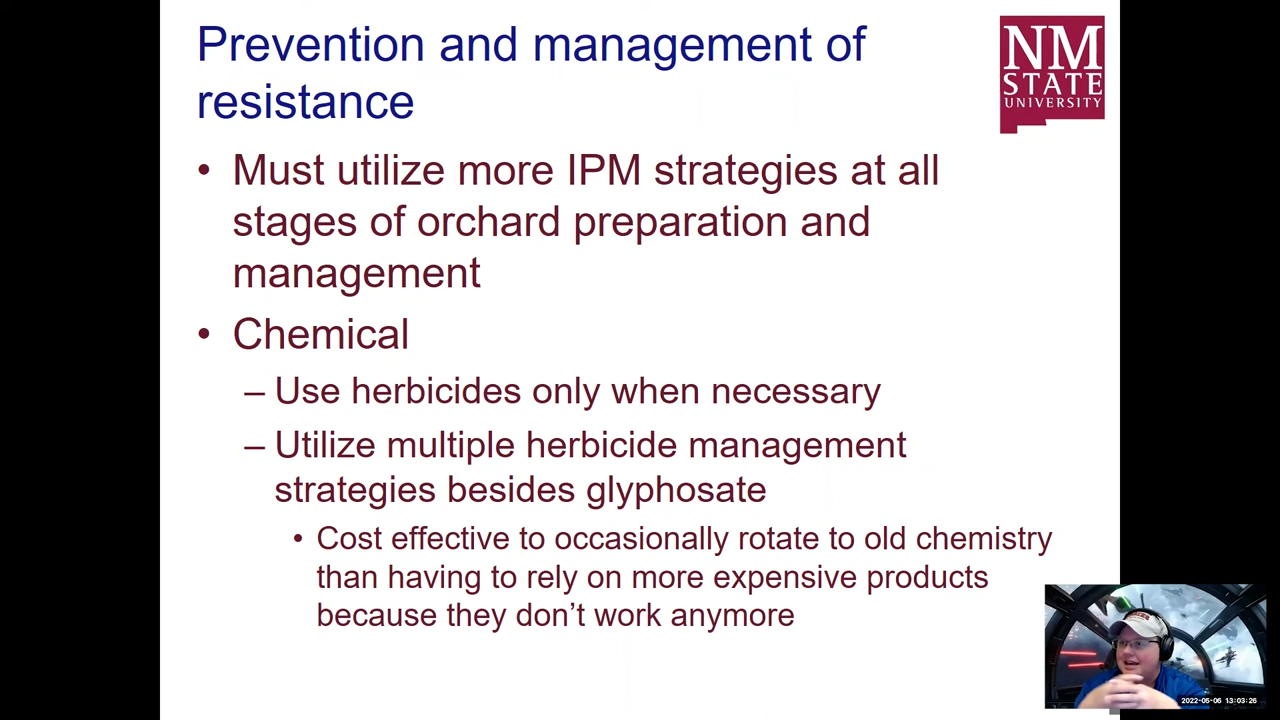 Prevention and management of
resistance
NM
STATE
UNIVERSITY
• Must utilize more IPM strategies at all
stages of orchard preparation and
management
• Chemical
– Use herbicides only when necessary
– Utilize multiple herbicide management
strategies besides glyphosate
• Cost effective to occasionally rotate to old chemistry
than having to rely on more expensive products
because they don’t work anymore
2022-05-06 13:03:26